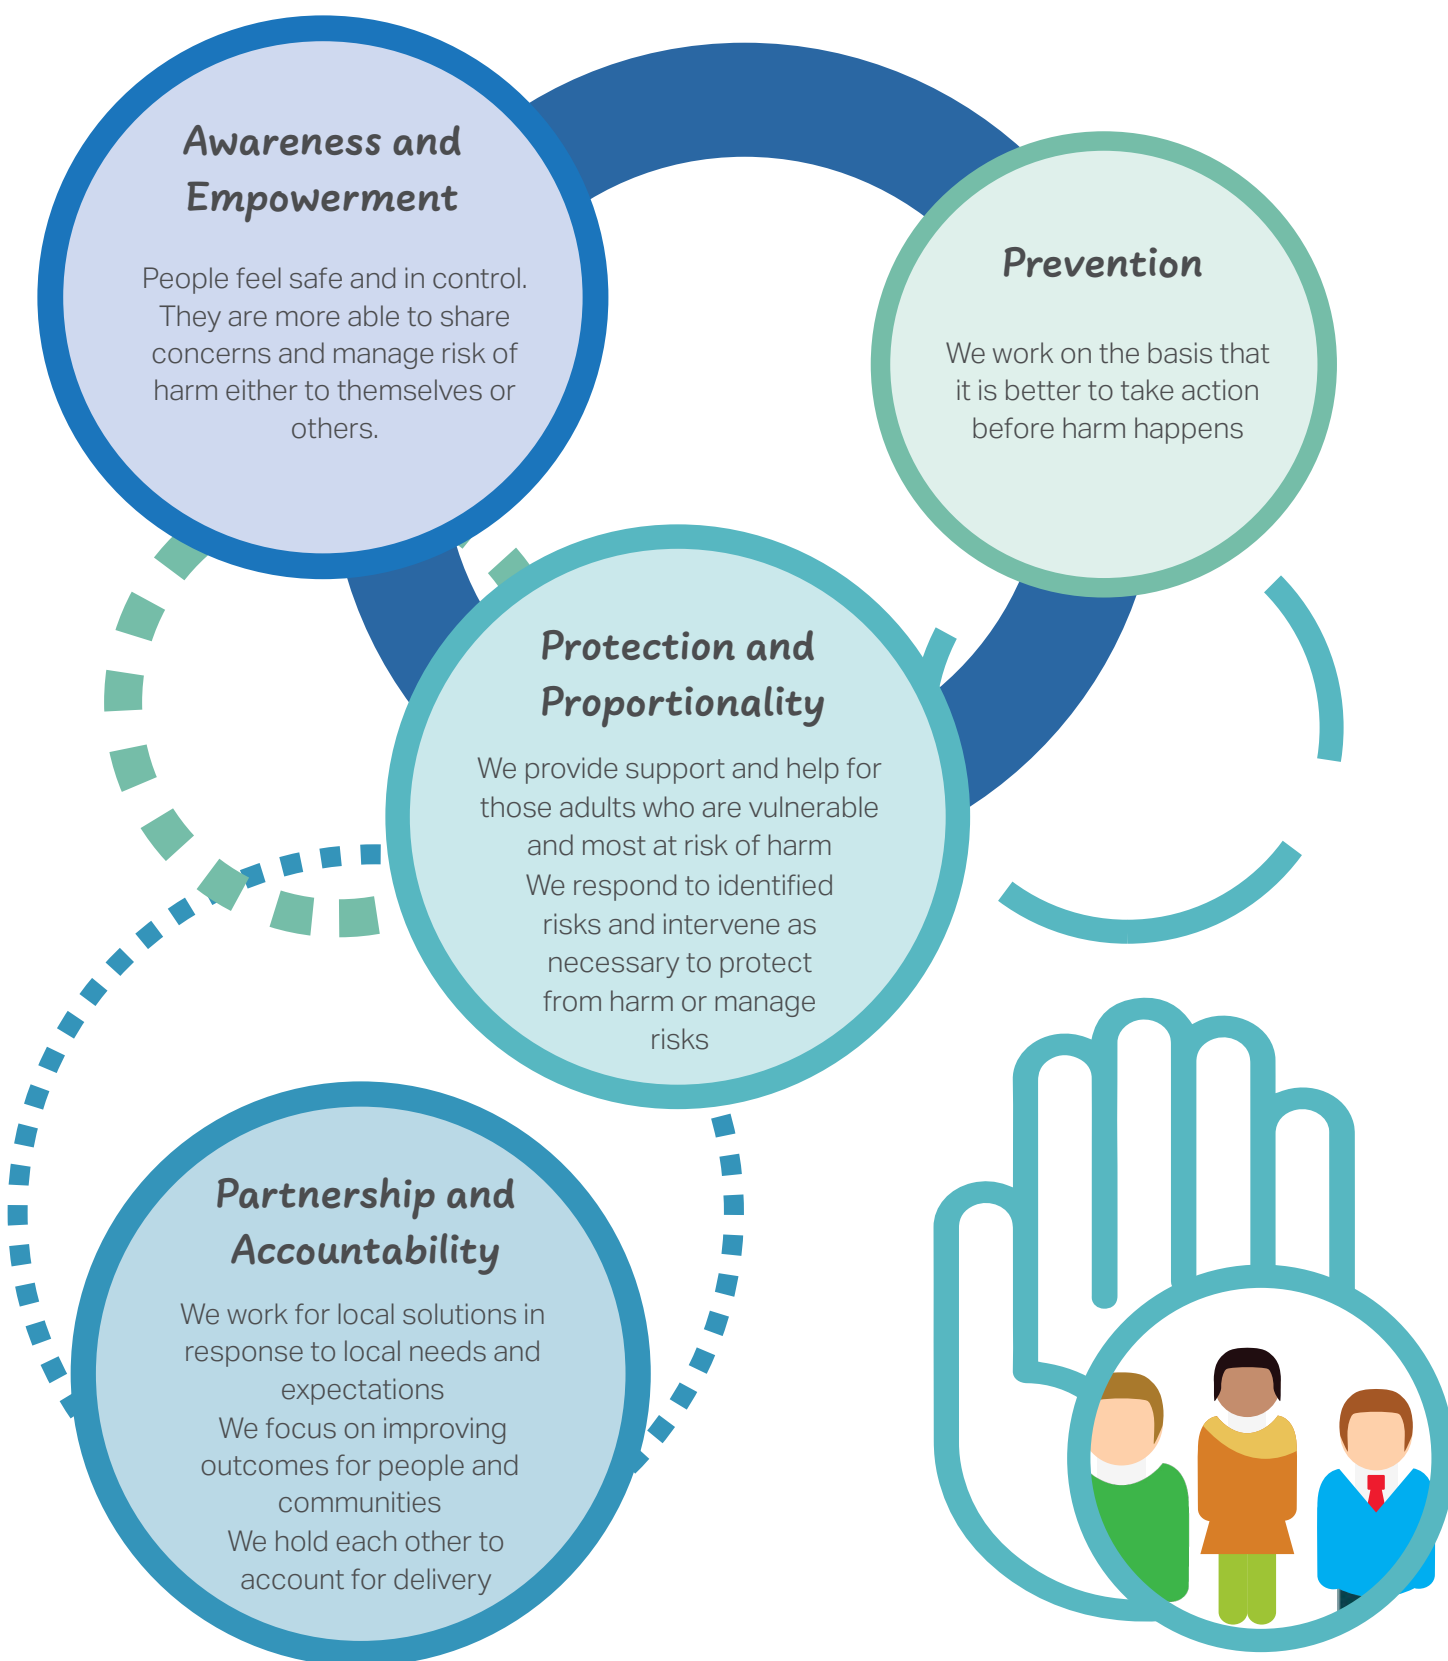 Awareness and
Empowerment
People feel safe and in control.
They are more able to share
concerns and manage risk of
harm either to themselves or
others.
Prevention
We work on the basis that
it is better to take action
before harm happens
Protection and
Proportionality
We provide support and help for
those adults who are vulnerable
and most at risk of harm
We respond to identified
risks and intervene as
necessary to protect
from harm or manage
risks
Partnership and
Accountability
We work for local solutions in
response to local needs and
expectations
We focus on improving
outcomes for people and
communities
We hold each other to
account for delivery